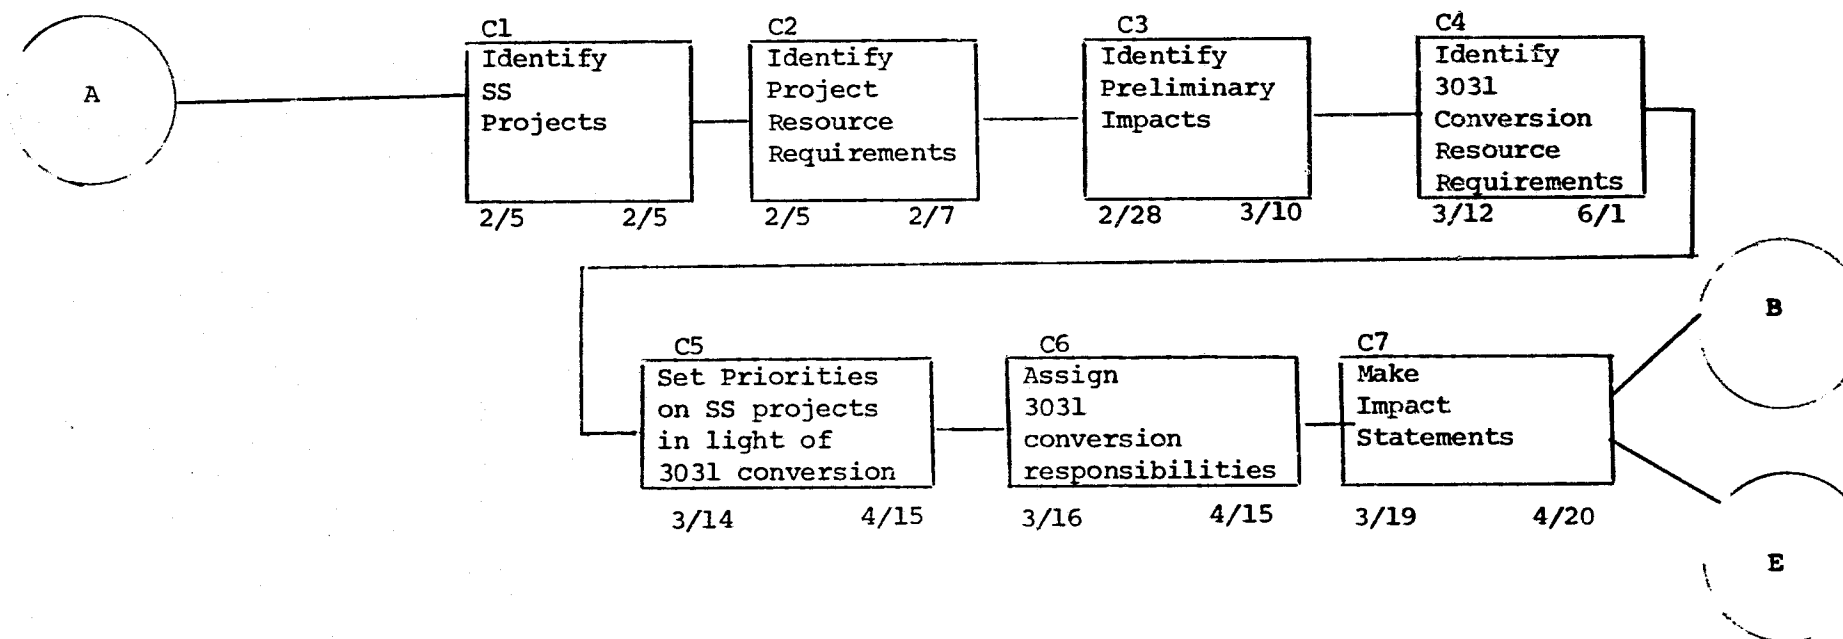 A
C1
Identify
SS
Projects
2/5 2/5
C2
Identify
Project
Resource
Requirements
2/5 2/7
C3
Identify
Preliminary
Impacts
2/28 3/10
C4
Identify
3031
Conversion
Resource
Requirements
3/12 6/1
C5
Set Priorities
on SS projects
in light of
3031 conversion
3/14 4/15
C6
Assign
3031
conversion
responsibilities
3/16 4/15
C7
Make
Impact
Statements
3/19 4/20
B
E